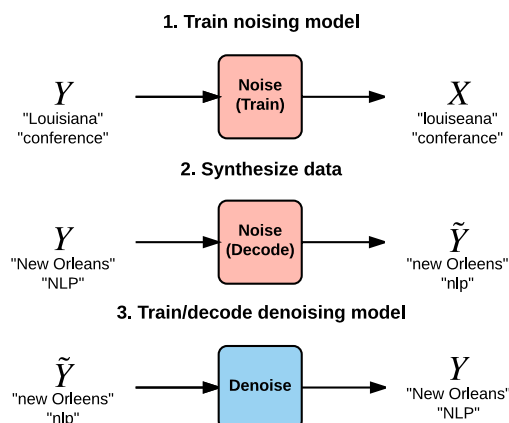 1. Train noising model
Y
"Louisiana"
"conference"
Noise
(Train)
X
"louiseana"
"conferance"
2. Synthesize data
Y
"New Orleans"
"NLP"
Noise
(Decode)
Ỹ
"new Orleens"
"nlp"
3. Train/decode denoising model
Ỹ
"new Orleens"
"nlp"
Denoise
Y
"New Orleans"
"NLP"